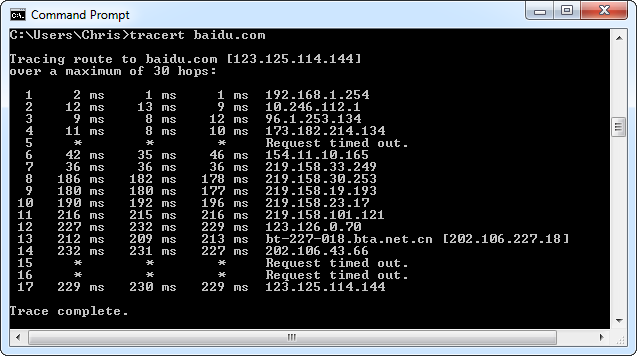 Command Prompt
C:\Users\Chris>tracert baidu.com
Tracing route to baidu.com [123.125.114.144]
over a maximum of 30 hops:
1 2 ms 1 ms 1 ms 192.168.1.254
2 12 ms 13 ms 9 ms 10.246.112.1
3 9 ms 8 ms 12 ms 96.1.253.134
4 11 ms 8 ms 10 ms 173.182.214.134
5 * * * Request timed out.
6 42 ms 35 ms 46 ms 154.11.10.165
7 36 ms 36 ms 36 ms 219.158.33.249
8 186 ms 182 ms 178 ms 219.158.30.253
9 180 ms 180 ms 177 ms 219.158.19.193
10 190 ms 192 ms 196 ms 219.158.23.17
11 216 ms 215 ms 216 ms 219.158.101.121
12 227 ms 232 ms 229 ms 123.126.0.70
13 212 ms 209 ms 213 ms bt-227-018.bta.net.cn [202.106.227.18]
14 232 ms 231 ms 227 ms 202.106.43.66
15 * * * Request timed out.
16 * * * Request timed out.
17 229 ms 230 ms 229 ms 123.125.114.144
Trace complete.